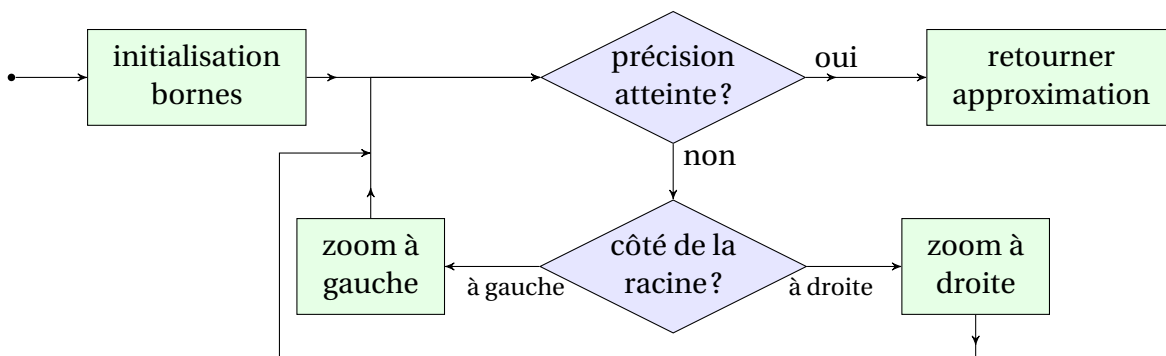 initialisation
bornes
précision
atteinte ?
oui
retourner
approximation
non
zoom à
gauche
à gauche
côté de la
racine ?
à droite
zoom à
droite